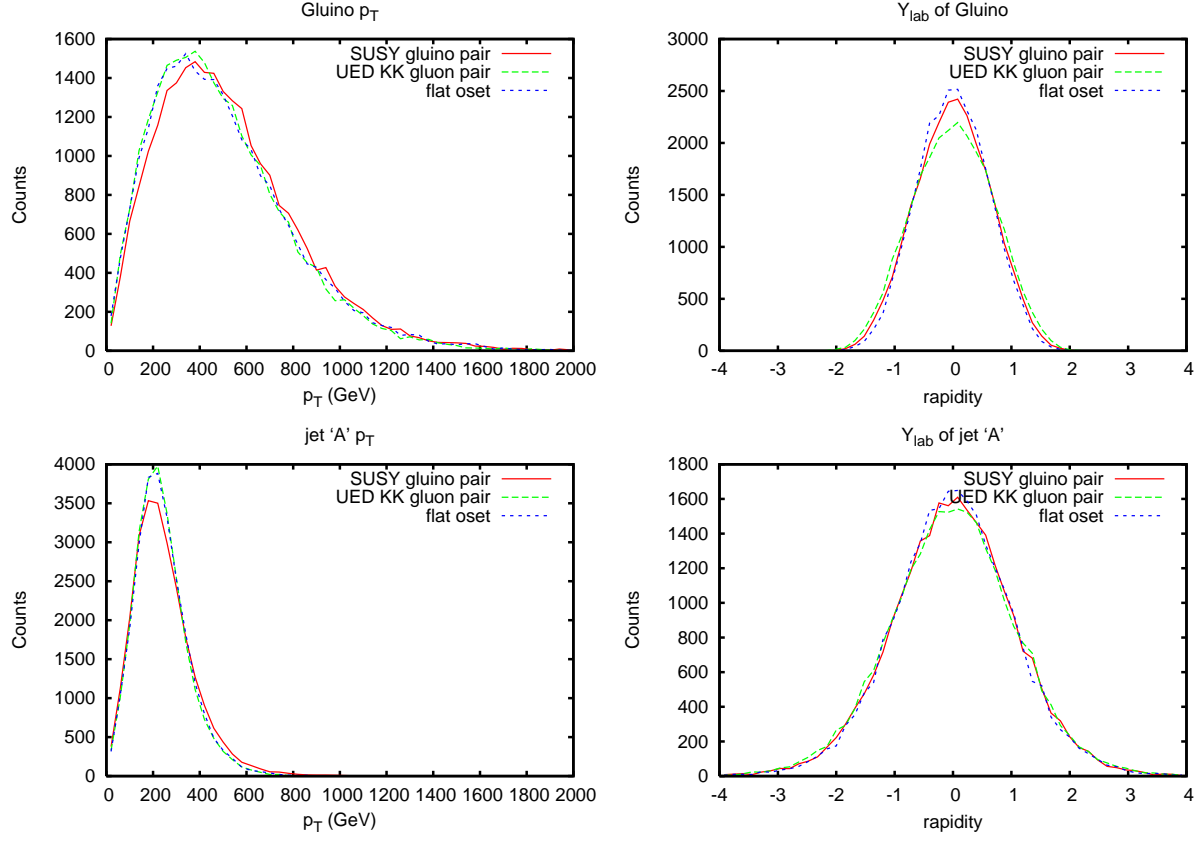 Gluino p_T
1600
1400
1200
1000
800
600
400
200
0
Counts
SUSY gluino pair
UED KK gluon pair
flat oset
0 200 400 600 800 1000 1200 1400 1600 1800 2000
p_T (GeV)
Y_lab of Gluino
3000
2500
2000
1500
1000
500
0
Counts
SUSY gluino pair
UED KK gluon pair
flat oset
-4 -3 -2 -1 0 1 2 3 4
rapidity
jet ‘A’ p_T
4000
3500
3000
2500
2000
1500
1000
500
0
Counts
SUSY gluino pair
UED KK gluon pair
flat oset
0 200 400 600 800 1000 1200 1400 1600 1800 2000
p_T (GeV)
Y_lab of jet ‘A’
1800
1600
1400
1200
1000
800
600
400
200
0
Counts
SUSY gluino pair
UED KK gluon pair
flat oset
-4 -3 -2 -1 0 1 2 3 4
rapidity